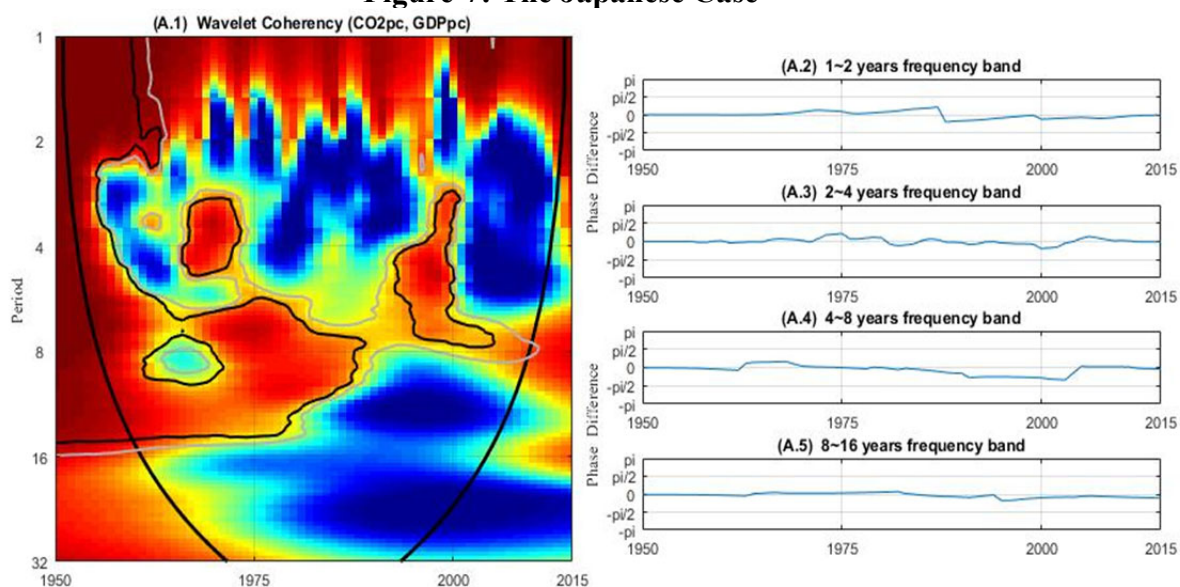 Figure 7: The Japanese Case
(A.1) Wavelet Coherency (CO2pc, GDPpc)
Period
1
2
4
8
16
32
1950
1975
2000
2015
Phase Difference
Phase Difference
(A.2) 1~2 years frequency band
pi
pi/2
0
-pi/2
-pi
1950
1975
2000
2015
(A.3) 2~4 years frequency band
pi
pi/2
0
-pi/2
-pi
1950
1975
2000
2015
(A.4) 4~8 years frequency band
pi
pi/2
0
-pi/2
-pi
1950
1975
2000
2015
(A.5) 8~16 years frequency band
pi
pi/2
0
-pi/2
-pi
1950
1975
2000
2015